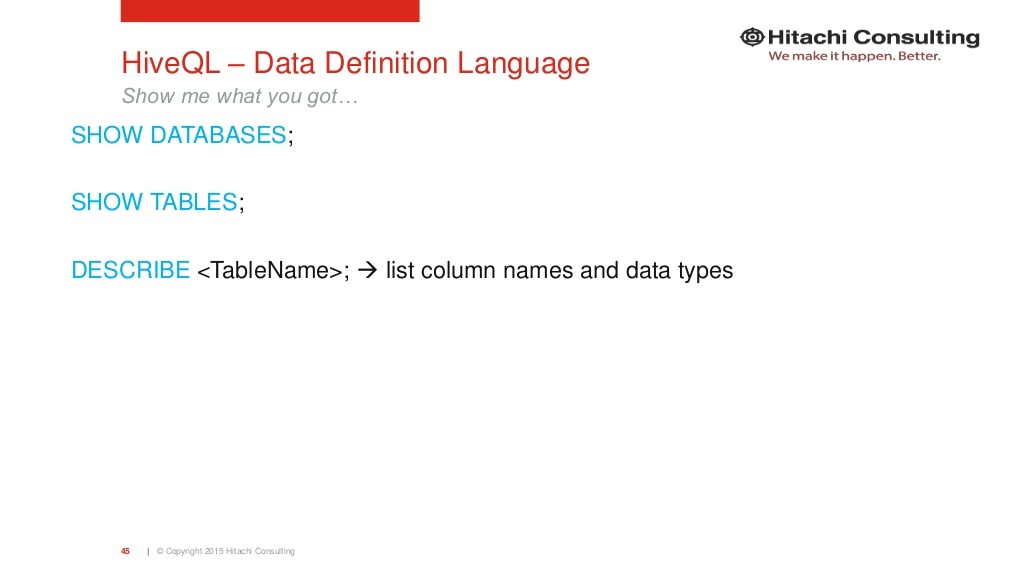 Hitachi Consulting
We make it happen. Better.
HiveQL – Data Definition Language
Show me what you got…
SHOW DATABASES;
SHOW TABLES;
DESCRIBE <TableName>; → list column names and data types
45 | © Copyright 2015 Hitachi Consulting